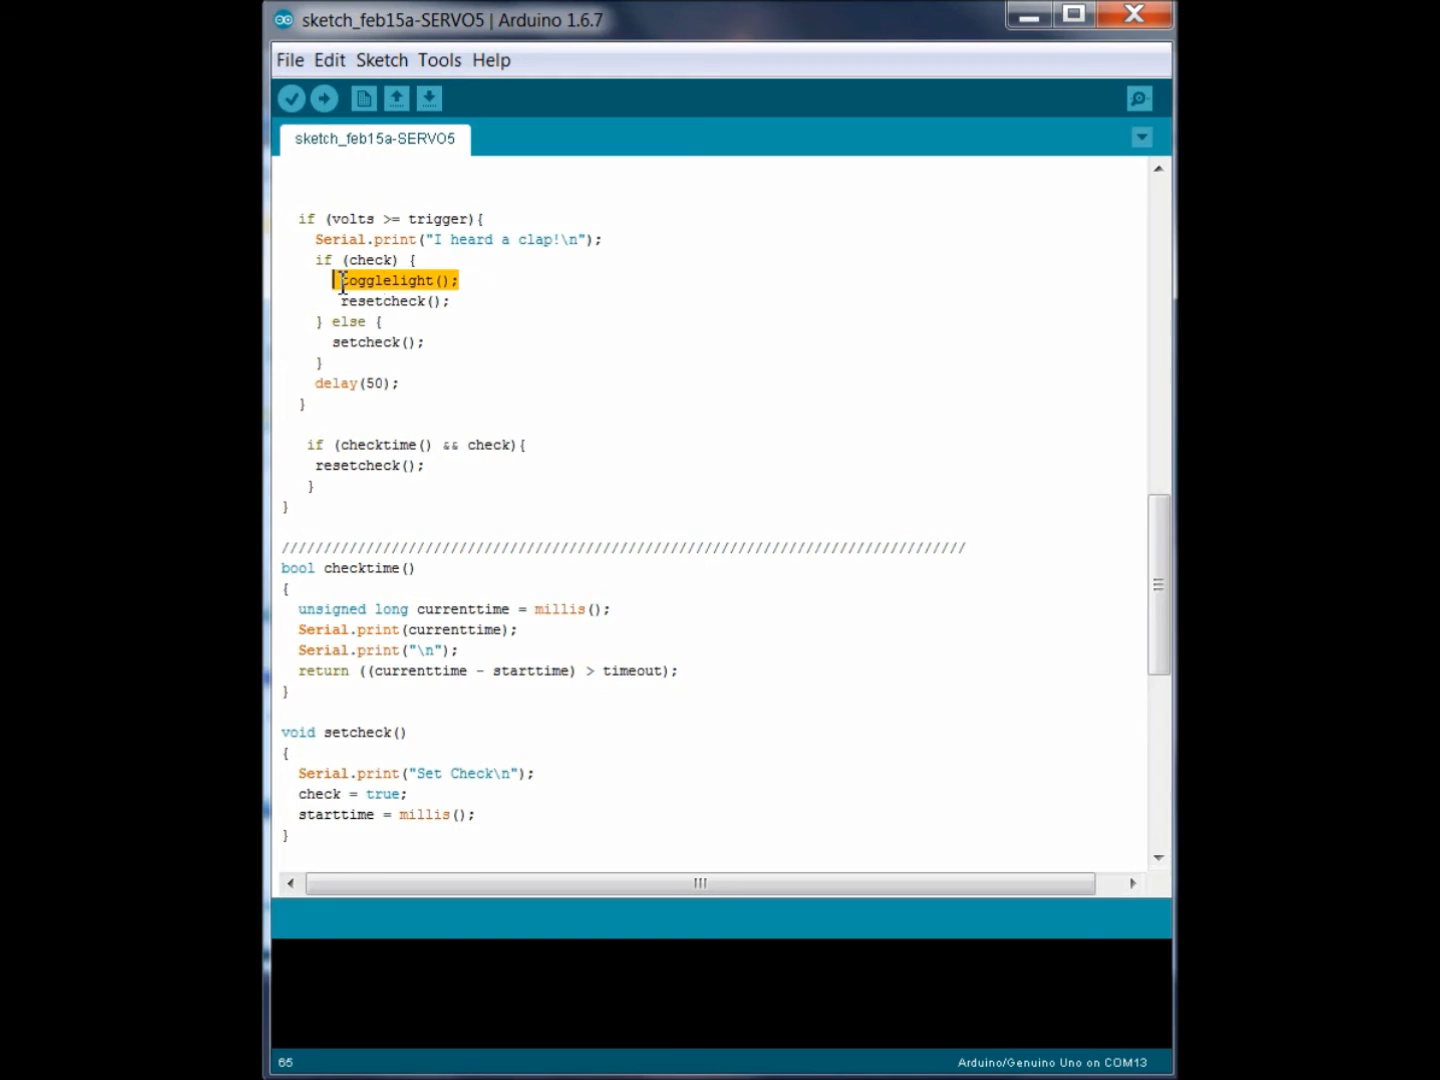 sketch_feb15a-SERVO5 | Arduino 1.6.7
File Edit Sketch Tools Help
sketch_feb15a-SERVO5
if (volts >= trigger){
Serial.print("I heard a clap!\n");
if (check) {
togglelight();
resetcheck();
} else {
setcheck();
}
delay(50);
}
if (checktime() && check){
resetcheck();
}
}
/////////////////////////////////////////////////////////////////////////////////
bool checktime()
{
unsigned long currenttime = millis();
Serial.print(currenttime);
Serial.print("\n");
return ((currenttime - starttime) > timeout);
}
void setcheck()
{
Serial.print("Set Check\n");
check = true;
starttime = millis();
}
65
Arduino/Genuino Uno on COM13